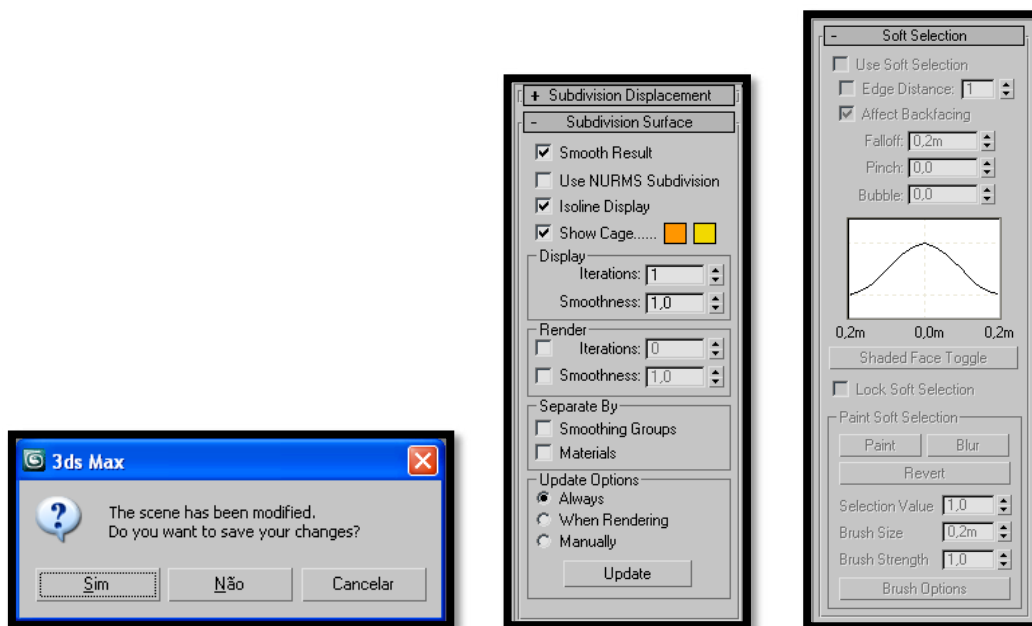 3ds Max
The scene has been modified.
Do you want to save your changes?
Sim Não Cancelar
+ Subdivision Displacement
- Subdivision Surface
Smooth Result
Use NURMS Subdivision
Isoline Display
Show Cage......
Display
Iterations: 1
Smoothness: 1,0
Render
Iterations: 0
Smoothness: 1,0
Separate By
Smoothing Groups
Materials
Update Options
Always
When Rendering
Manually
Update
- Soft Selection
Use Soft Selection
Edge Distance: 1
Affect Backfacing
Falloff: 0,2m
Pinch: 0,0
Bubble: 0,0
0,2m 0,0m 0,2m
Shaded Face Toggle
Lock Soft Selection
Paint Soft Selection
Paint Blur
Revert
Selection Value 1,0
Brush Size 0,2m
Brush Strength 1,0
Brush Options